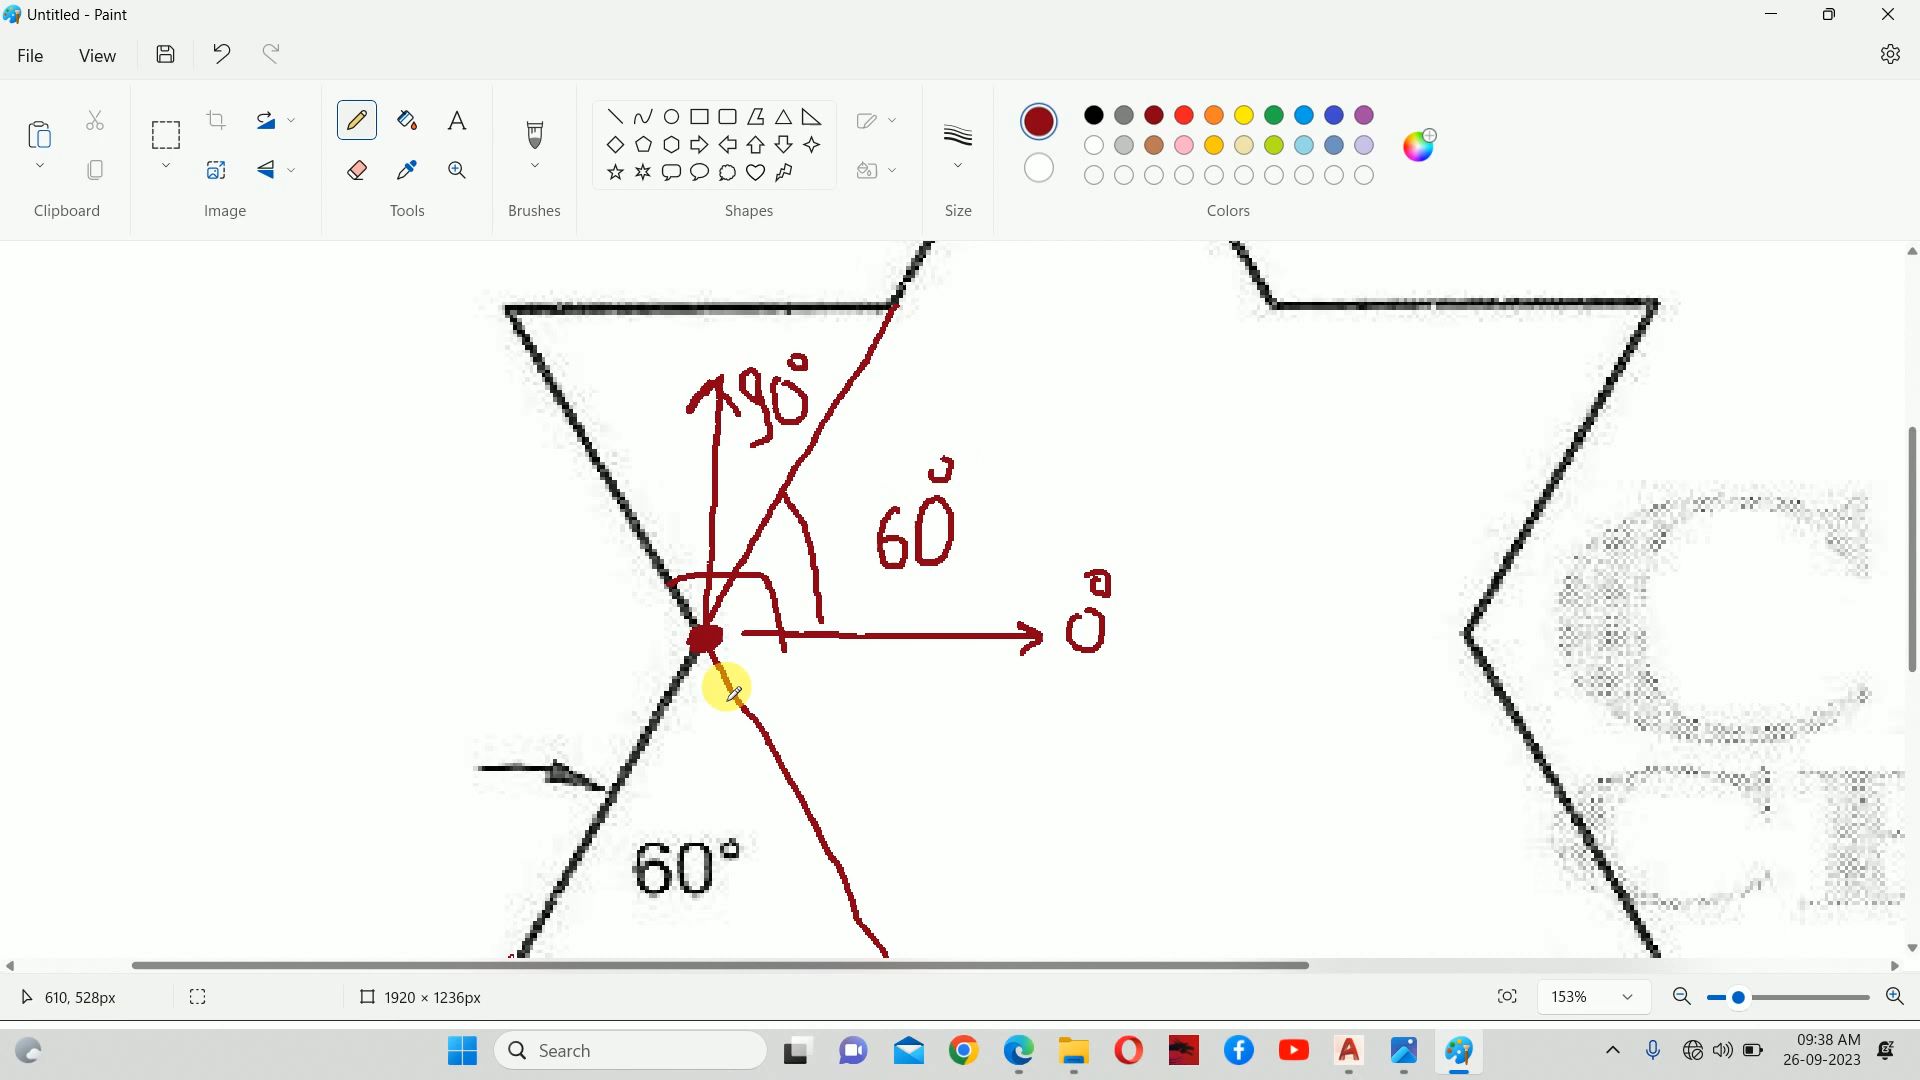 Untitled - Paint
File
View
Clipboard
Image
Tools
Brushes
Shapes
Size
Colors
90°
60°
0°
60°
C
610, 528px
1920 × 1236px
153%
Search
09:38 AM
26-09-2023